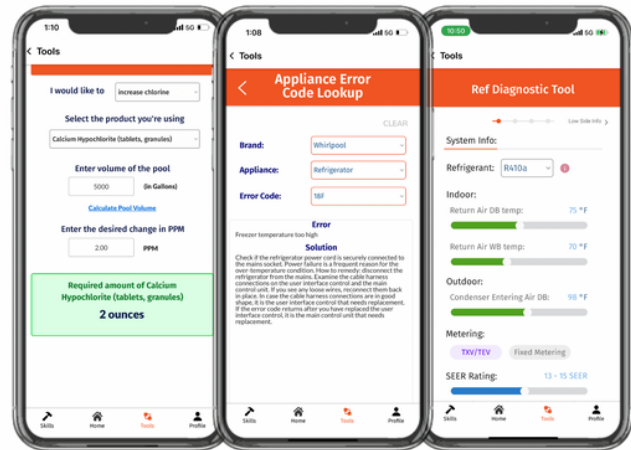 1:10
5G
Tools
I would like to
increase chlorine
Select the product you're using
Calcium Hypochlorite (tablets, granules)
Enter volume of the pool
5000
(in Gallons)
Calculate Pool Volume
Enter the desired change in PPM
2.00
PPM
Required amount of Calcium
Hypochlorite (tablets, granules)
2 ounces
Skills
Home
Tools
Profile
1:08
5G
Tools
Appliance Error
Code Lookup
CLEAR
Brand:
Whirlpool
Appliance:
Refrigerator
Error Code:
18F
Error
Freezer temperature too high
Solution
Check if the refrigerator power cord is securely connected to
the mains socket. Power failure is a frequent reason for the
over-temperature condition. How to remedy: disconnect the
refrigerator from the mains. Examine the cable harness
connections on the user interface control and the main
control unit. If you see any loose wires, reconnect them back
in place. In case the cable harness connections are in good
shape, it is the user interface control that needs replacement.
If the error code returns after you have replaced the user
interface control, it is the main control unit that needs
replacement.
Skills
Home
Tools
Profile
10:50
5G
Tools
Ref Diagnostic Tool
Low Side Info
System Info:
Refrigerant:
R410a
Indoor:
Return Air DB temp:
75 °F
Return Air WB temp:
70 °F
Outdoor:
Condenser Entering Air DB:
98 °F
Metering:
TXV/TEV
Fixed Metering
SEER Rating:
13 - 15 SEER
Skills
Home
Tools
Profile